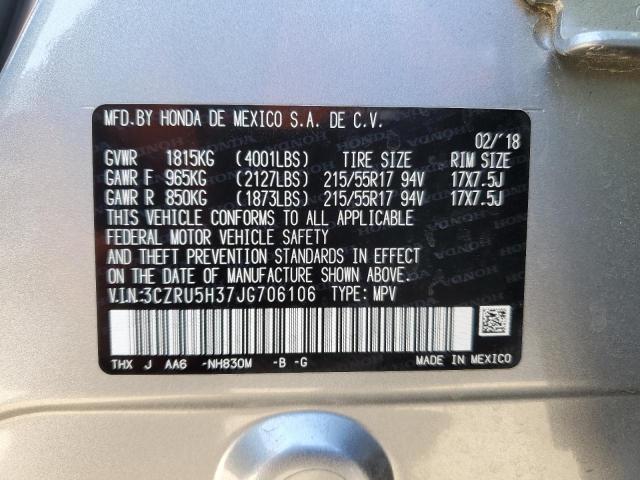 MFD.BY HONDA DE MEXICO S.A. DE C.V.
02/'18
GVWR 1815KG (4001LBS) TIRE SIZE RIM SIZE
GAWR F 965KG (2127LBS) 215/55R17 94V 17X7.5J
GAWR R 850KG (1873LBS) 215/55R17 94V 17X7.5J
THIS VEHICLE CONFORMS TO ALL APPLICABLE
FEDERAL MOTOR VEHICLE SAFETY
AND THEFT PREVENTION STANDARDS IN EFFECT
ON THE DATE OF MANUFACTURE SHOWN ABOVE.
V.I.N.:3CZRU5H37JG706106 TYPE: MPV
THX J AA6 -NH830M -B -G MADE IN MEXICO